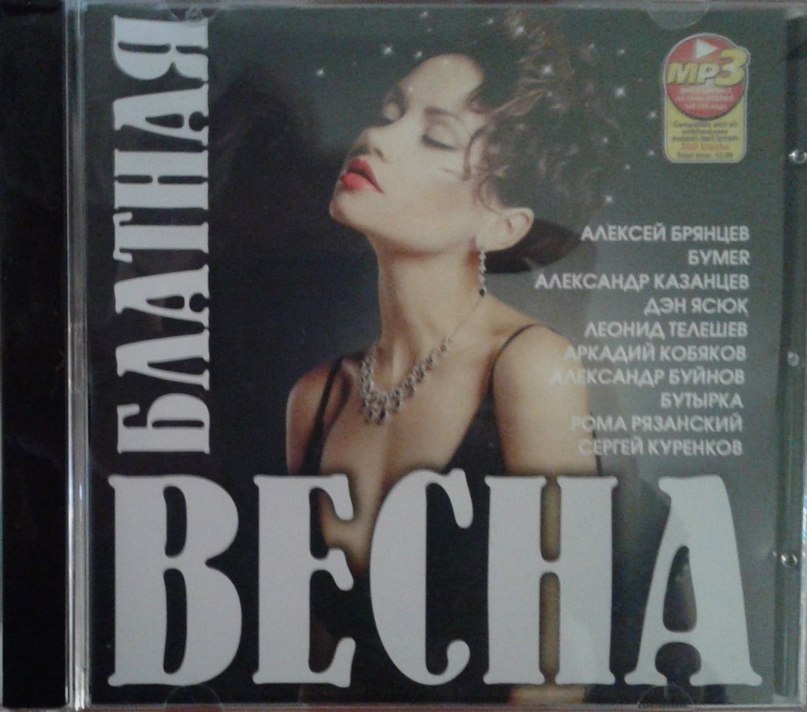 БЛАТНАЯ
ВЕСНА
MP3
АЛЕКСЕЙ БРЯНЦЕВ
БУМЕR
АЛЕКСАНДР КАЗАНЦЕВ
ДЭН ЯСЮК
ЛЕОНИД ТЕЛЕШЕВ
АРКАДИЙ КОБЯКОВ
АЛЕКСАНДР БУЙНОВ
БУТЫРКА
РОМА РЯЗАНСКИЙ
СЕРГЕЙ КУРЕНКОВ